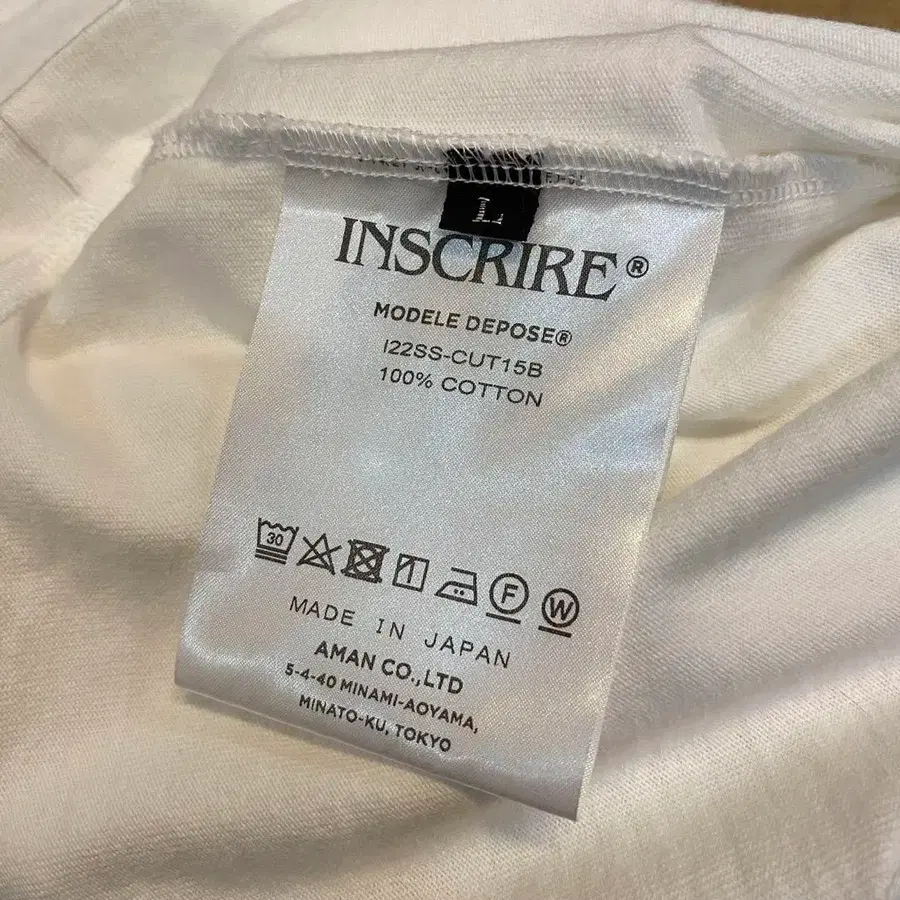 L
INSCRIRE®
MODELE DEPOSE®
I22SS-CUT15B
100% COTTON
30 F W
MADE IN JAPAN
AMAN CO.,LTD
5-4-40 MINAMI-AOYAMA,
MINATO-KU, TOKYO